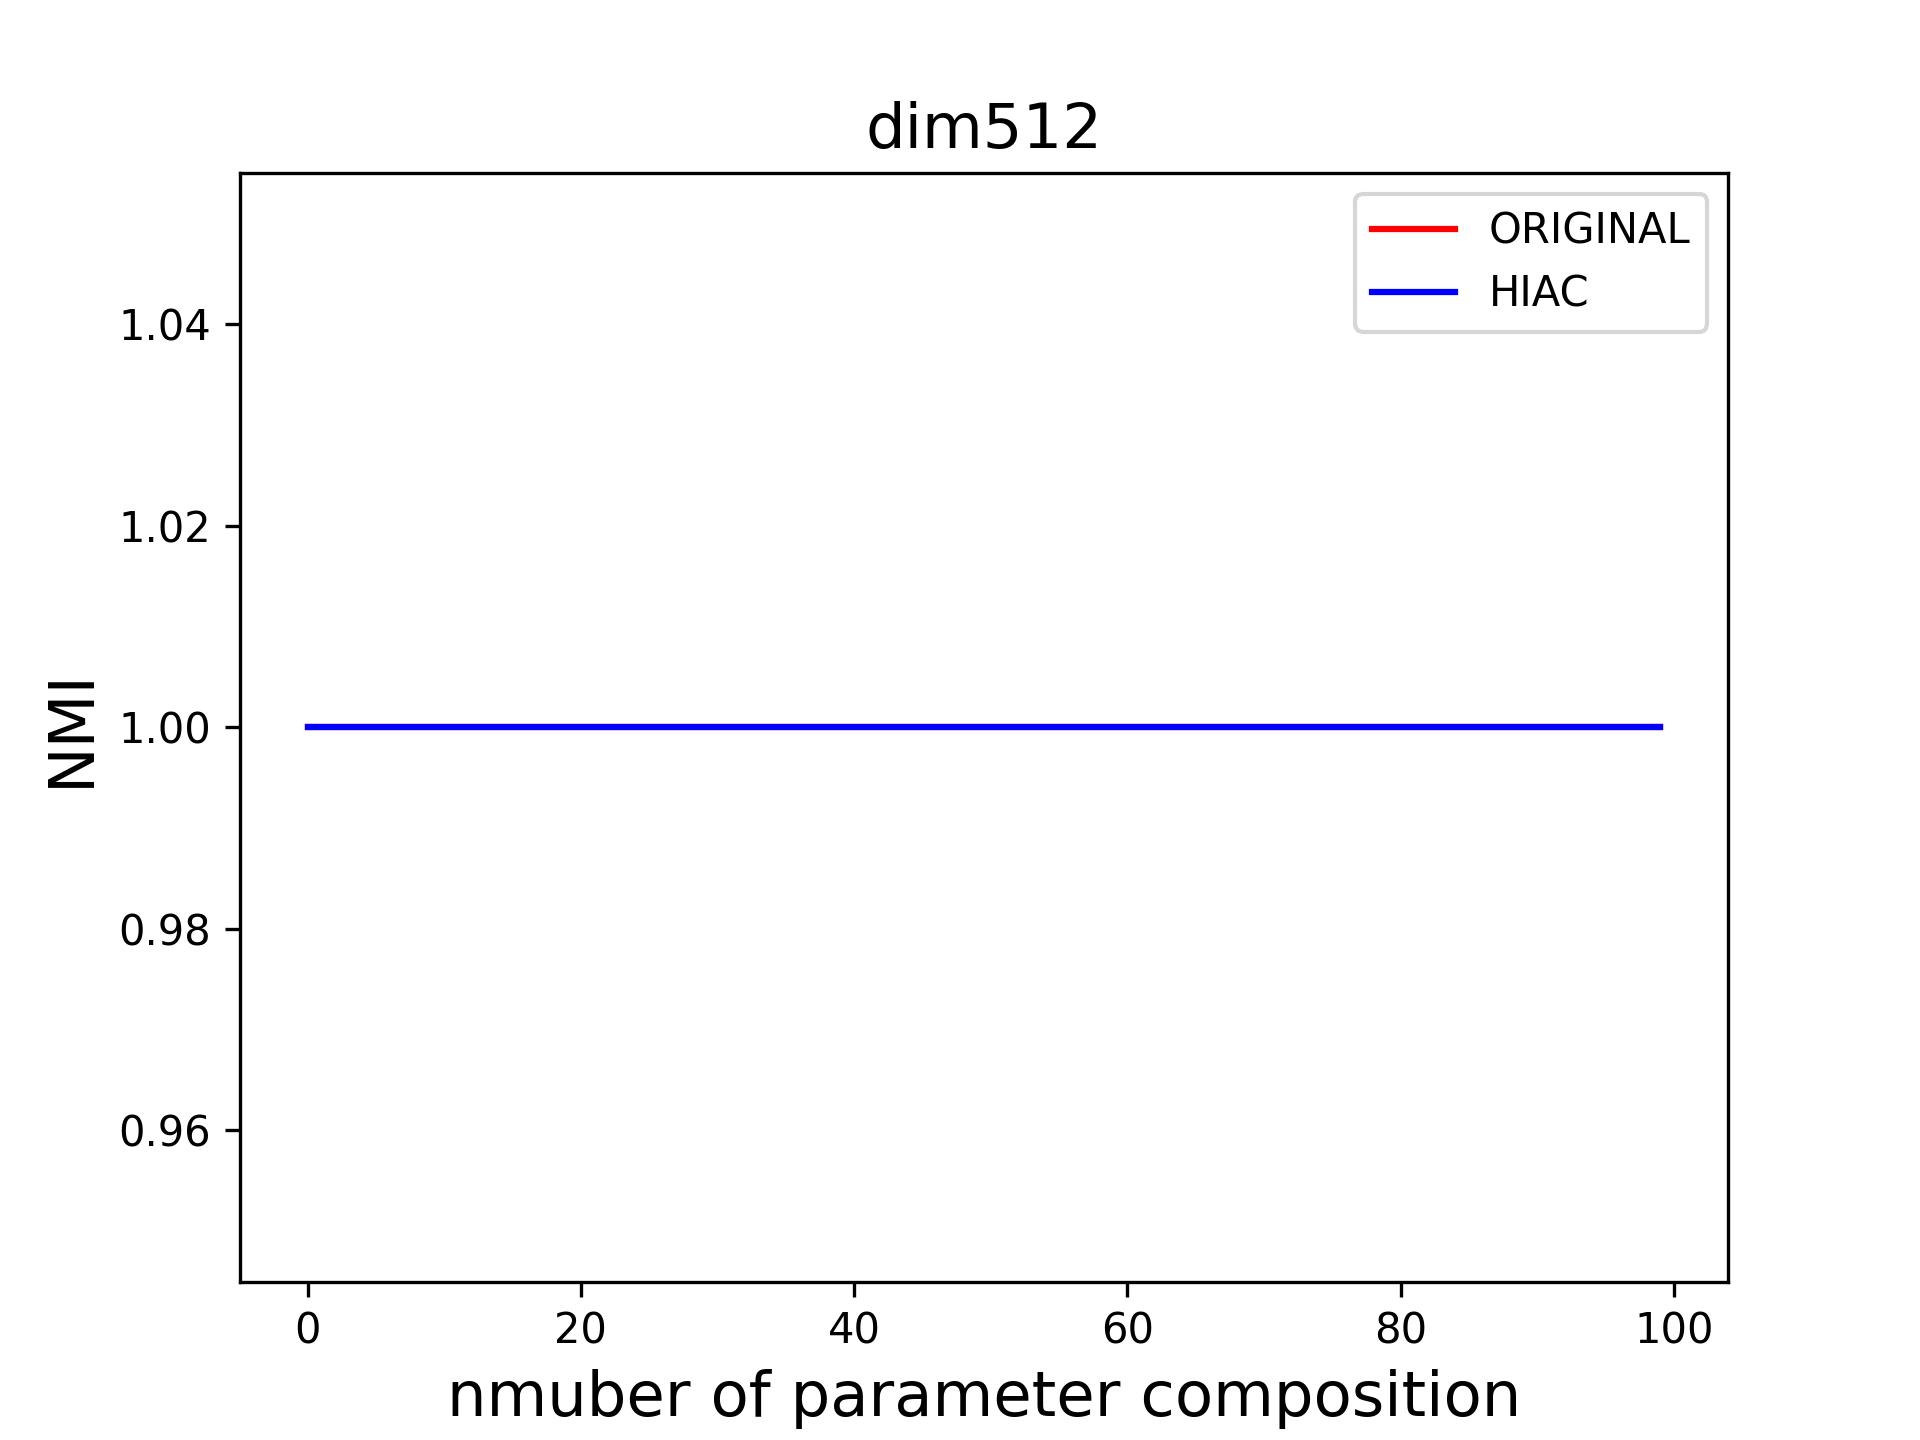 dim512
ORIGINAL
HIAC
NMI
1.04
1.02
1.00
0.98
0.96
0 20 40 60 80 100
nmuber of parameter composition